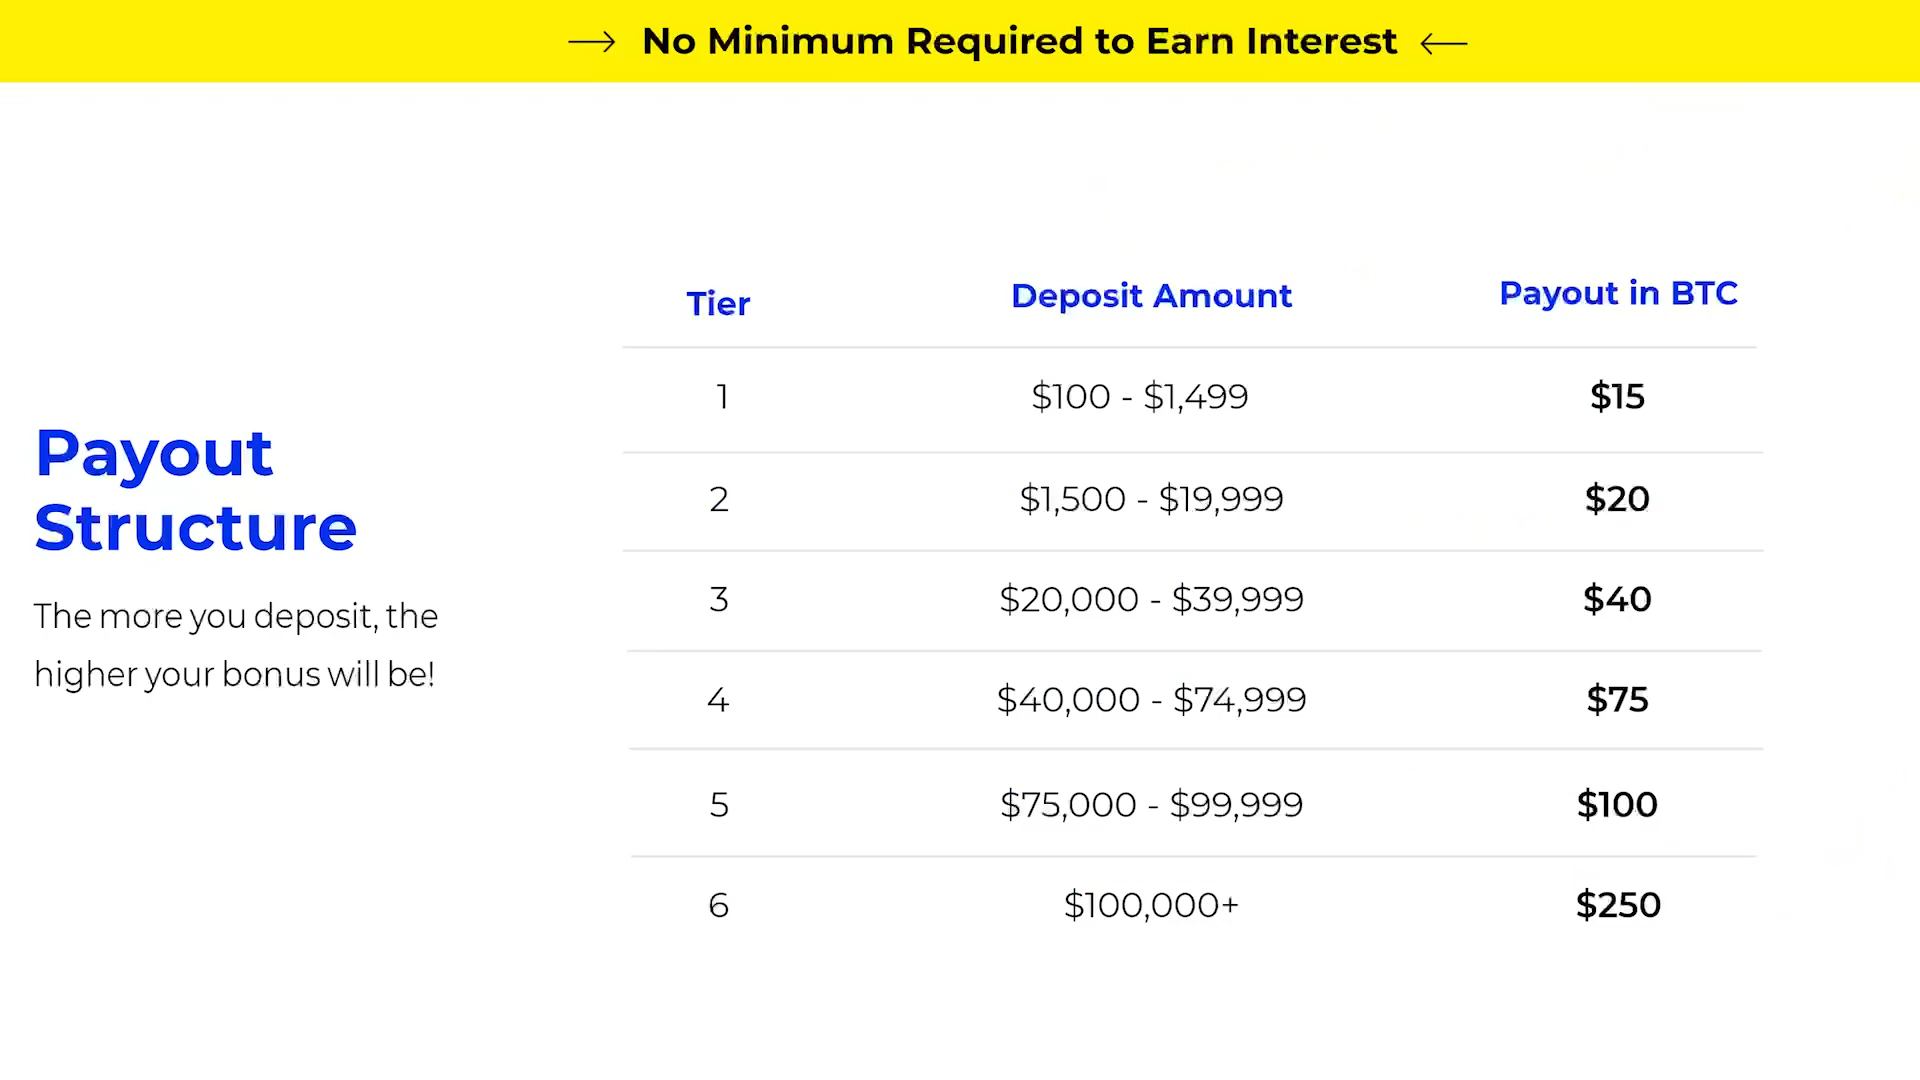 → No Minimum Required to Earn Interest ←
Payout
Structure
The more you deposit, the
higher your bonus will be!
Tier Deposit Amount Payout in BTC
1 $100 - $1,499 $15
2 $1,500 - $19,999 $20
3 $20,000 - $39,999 $40
4 $40,000 - $74,999 $75
5 $75,000 - $99,999 $100
6 $100,000+ $250